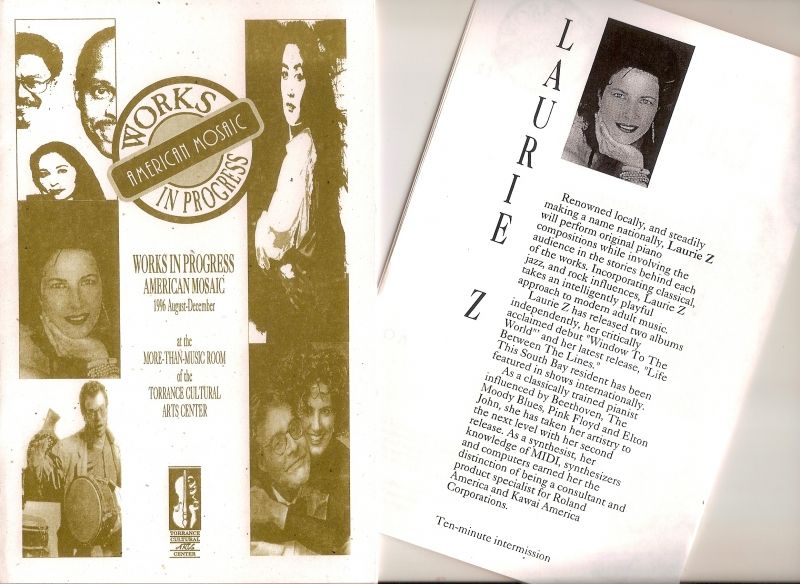 WORKS
AMERICAN MOSAIC
IN PROGRESS
WORKS IN PROGRESS
AMERICAN MOSAIC
1996 August-December
at the
MORE-THAN-MUSIC ROOM
of the
TORRANCE CULTURAL
ARTS CENTER
TORRANCE
CULTURAL
ARTS
CENTER
LAURIE Z
Renowned locally, and steadily
making a name nationally, Laurie Z
will perform original piano
compositions while involving the
audience in the stories behind each
of the works. Incorporating classical,
jazz, and rock influences, Laurie Z
takes an intelligently playful
approach to modern adult music.
Laurie Z has released two albums
independently, her critically
acclaimed debut "Window To The
World"' and her latest release, "Life
Between The Lines."
This South Bay resident has been
featured in shows internationally.
As a classically trained pianist
influenced by Beethoven, The
Moody Blues, Pink Floyd and Elton
John, she has taken her artistry to
the next level with her second
release. As a synthesist, her
knowledge of MIDI, synthesizers
and computers earned her the
distinction of being a consultant and
product specialist for Roland
America and Kawai America
Corporations.
Ten-minute intermission